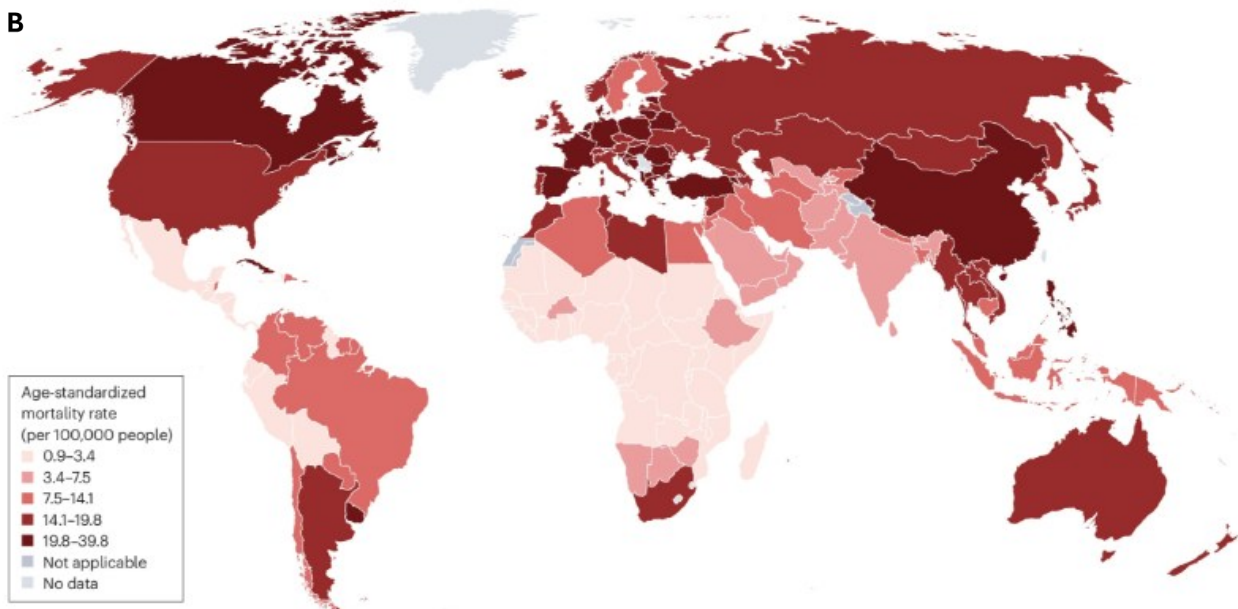 B
Age-standardized
mortality rate
(per 100,000 people)
0.9–3.4
3.4–7.5
7.5–14.1
14.1–19.8
19.8–39.8
Not applicable
No data